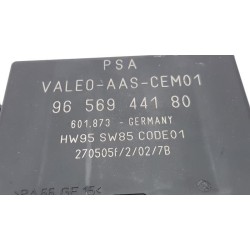 PSA
VALEO-AAS-CEM01
96 569 441 80
601.873 - GERMANY
HW95 SW85 CODE01
270505f/2/02/7B